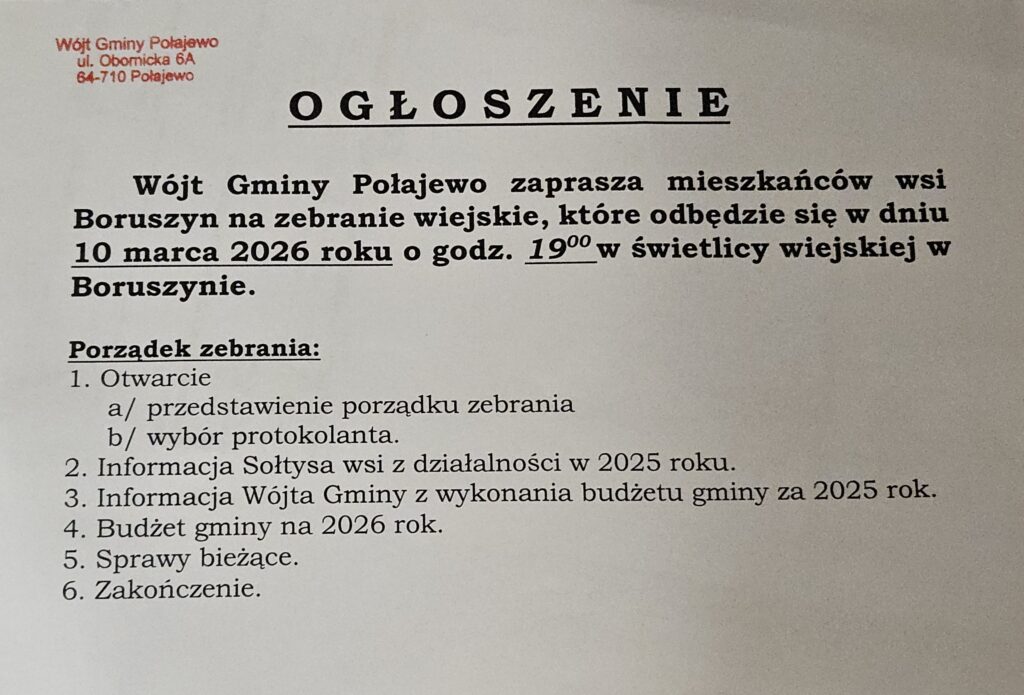 Wójt Gminy Połajewo
ul. Obornicka 6A
64-710 Połajewo
OGŁOSZENIE
Wójt Gminy Połajewo zaprasza mieszkańców wsi
Boruszyn na zebranie wiejskie, które odbędzie się w dniu
10 marca 2026 roku o godz. 19⁰⁰ w świetlicy wiejskiej w
Boruszynie.
Porządek zebrania:
1. Otwarcie
a/ przedstawienie porządku zebrania
b/ wybór protokolanta.
2. Informacja Sołtysa wsi z działalności w 2025 roku.
3. Informacja Wójta Gminy z wykonania budżetu gminy za 2025 rok.
4. Budżet gminy na 2026 rok.
5. Sprawy bieżące.
6. Zakończenie.